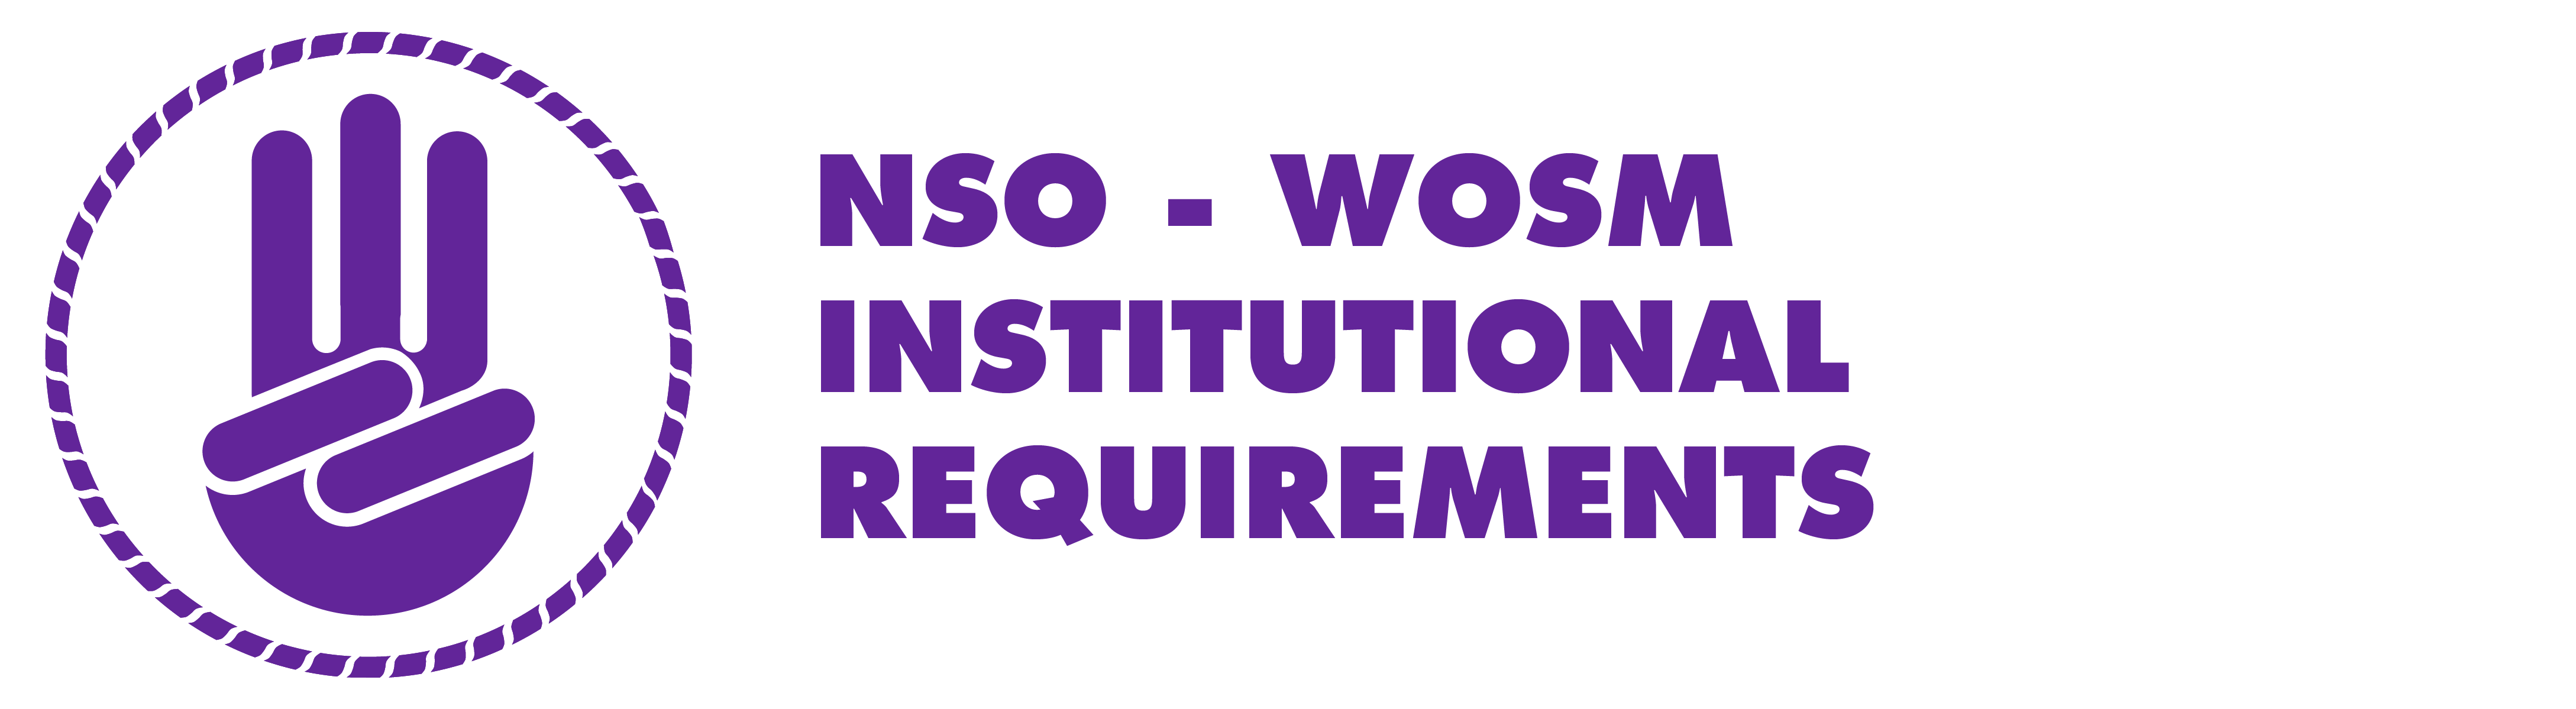 NSO - WOSM
INSTITUTIONAL
REQUIREMENTS